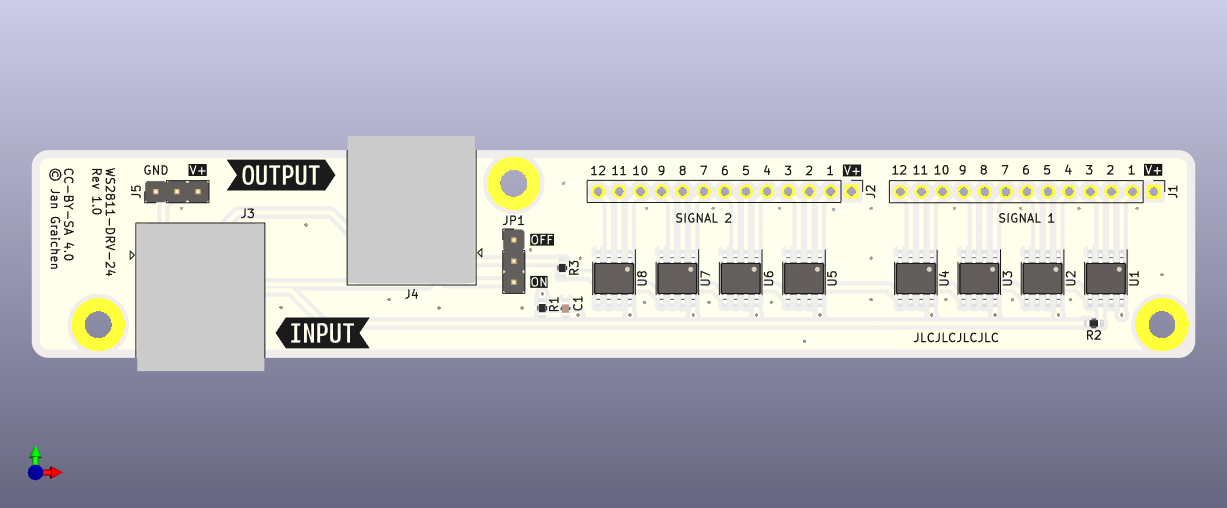 WS2811-DRV-24
Rev 1.0
CC-BY-SA 4.0
© Jan Graichen
GND V+
J5
OUTPUT
J3
J4
INPUT
JP1
OFF
ON
R3
R1
C1
12 11 10 9 8 7 6 5 4 3 2 1 V+
J2
SIGNAL 2
12 11 10 9 8 7 6 5 4 3 2 1 V+
J1
SIGNAL 1
U8 U7 U6 U5 U4 U3 U2 U1
R2
JLCJLCJLCJLC